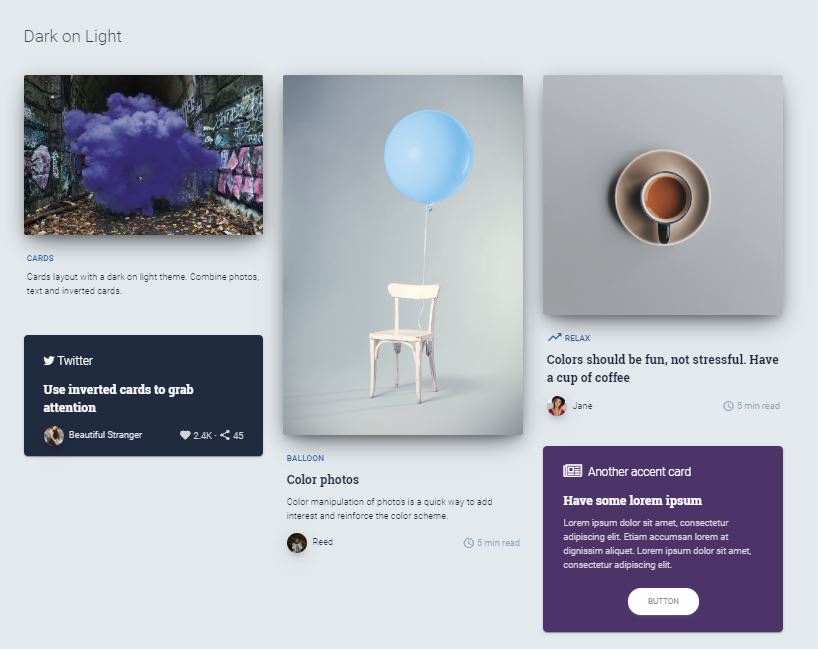 Dark on Light
CARDS
Cards layout with a dark on light theme. Combine photos,
text and inverted cards.
Twitter
Use inverted cards to grab
attention
Beautiful Stranger
2.4K · 45
BALLOON
Color photos
Color manipulation of photos is a quick way to add
interest and reinforce the color scheme.
Reed
5 min read
RELAX
Colors should be fun, not stressful. Have
a cup of coffee
Jane
5 min read
Another accent card
Have some lorem ipsum
Lorem ipsum dolor sit amet, consectetur
adipiscing elit. Etiam accumsan lorem at
dignissim aliquet. Lorem ipsum dolor sit amet,
consectetur adipiscing elit.
BUTTON